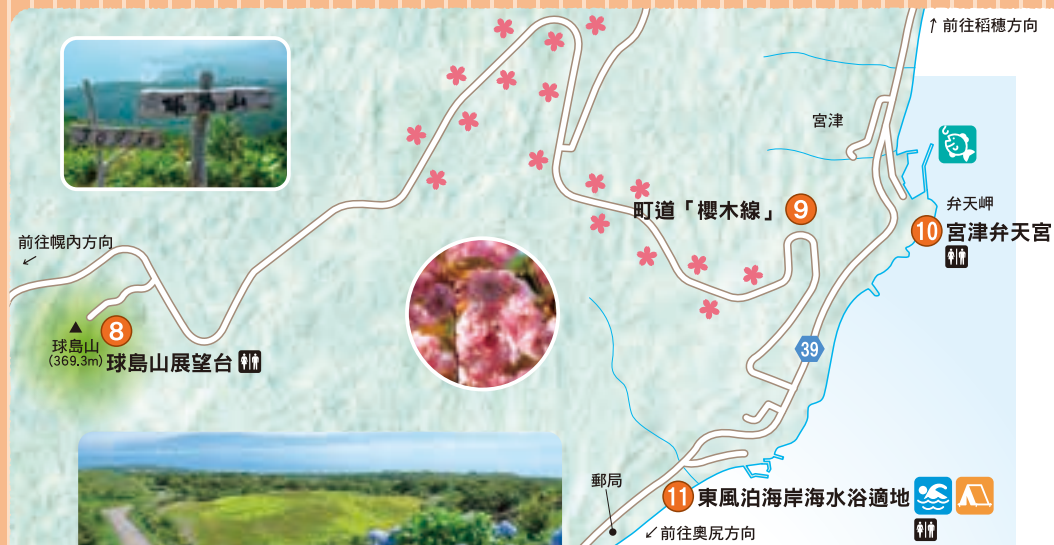 ↑ 前往稻穗方向
球島山
宮津
弁天岬
町道「櫻木線」 9
10 宮津弁天宮
前往幌內方向
←
8
球島山
(369.3m)
球島山展望台
39
郵局
11 東風泊海岸海水浴適地
← 前往奧尻方向